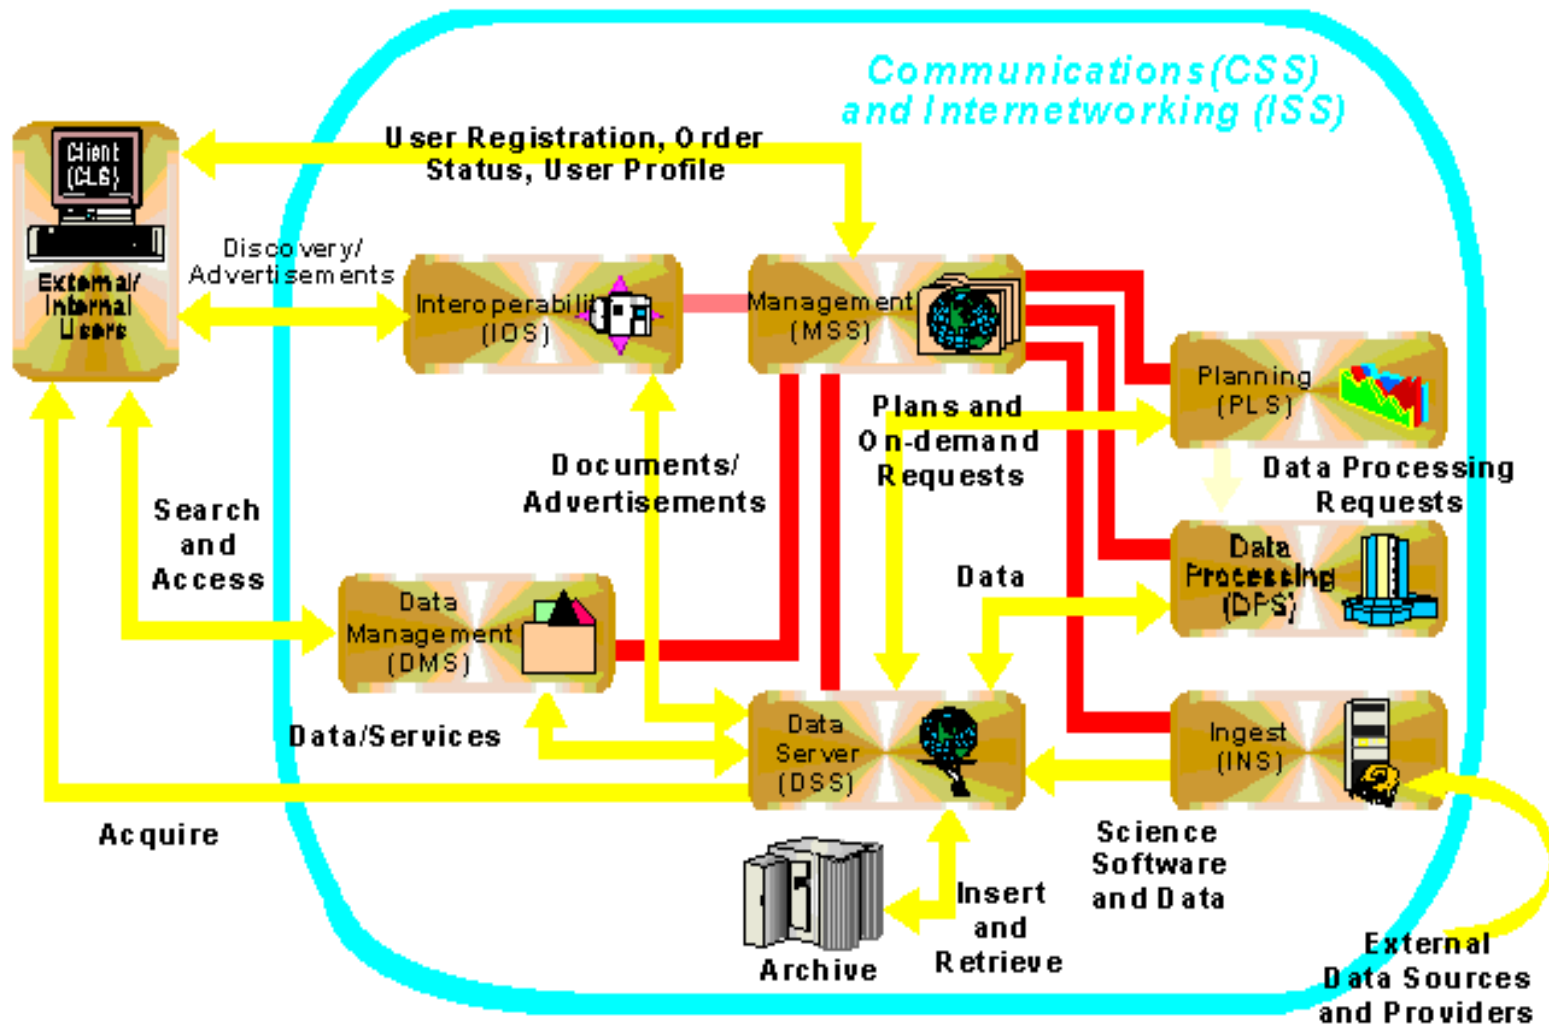 Communications(CSS)
and Internetworking (ISS)
Client
(CLS)
External/
Internal
Users
User Registration, Order
Status, User Profile
Discovery/
Advertisements
Interoperabilit
(IOS)
Management
(MSS)
Planning
(PLS)
Plans and
On-demand
Requests
Data Processing
Requests
Documents/
Advertisements
Search
and
Access
Data
Processing
(DPS)
Data
Data
Management
(DMS)
Data/Services
Data
Server
(DSS)
Ingest
(INS)
Acquire
Science
Software
and Data
Insert
and
Retrieve
Archive
External
Data Sources
and Providers